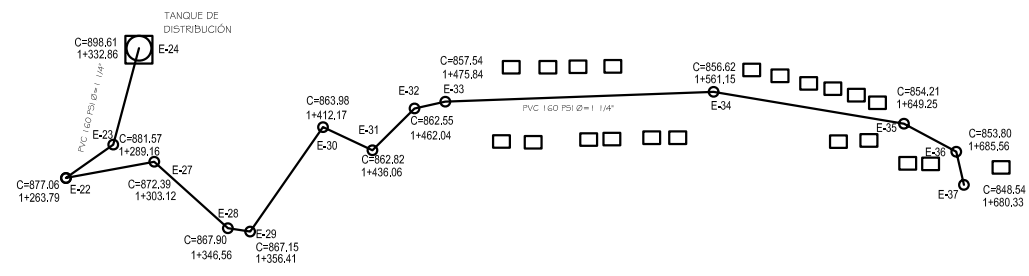 TANQUE DE
DISTRIBUCIÓN
C=898.61
1+332.86
E-24
PVC 160 PSI Ø=1 1/4"
E-23
C=881.57
1+289.16
C=877.06
1+263.79
E-22
E-27
C=872.39
1+303.12
E-28
C=867.90
1+346.56
E-29
C=867.15
1+356.41
C=863.98
1+412.17
E-30
E-31
C=862.82
1+436.06
E-32
C=862.55
1+462.04
C=857.54
1+475.84
E-33
PVC 160 PSI Ø=1 1/4"
C=856.62
1+561.15
E-34
C=854.21
1+649.25
E-35
C=853.80
1+685.56
E-36
E-37
C=848.54
1+680.33